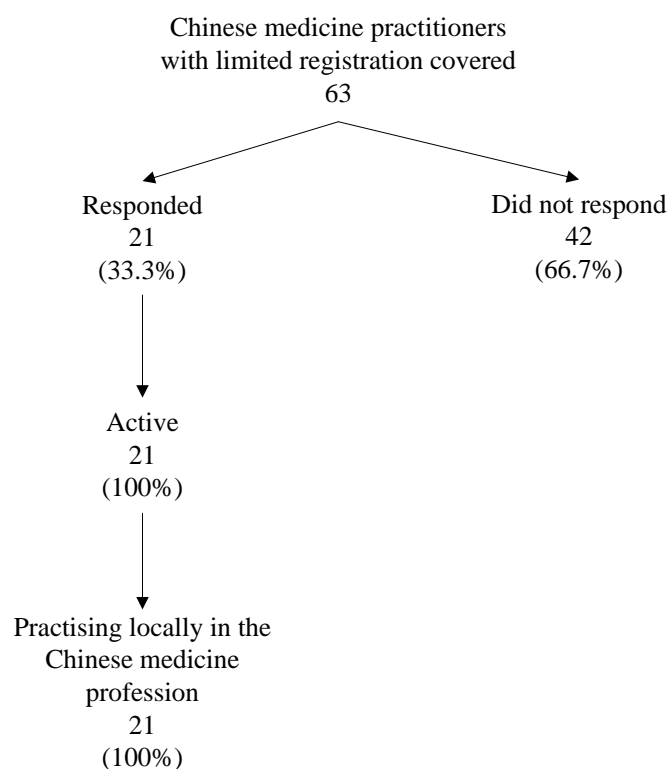 Chinese medicine practitioners
with limited registration covered
63
Responded
21
(33.3%)
Did not respond
42
(66.7%)
Active
21
(100%)
Practising locally in the
Chinese medicine
profession
21
(100%)